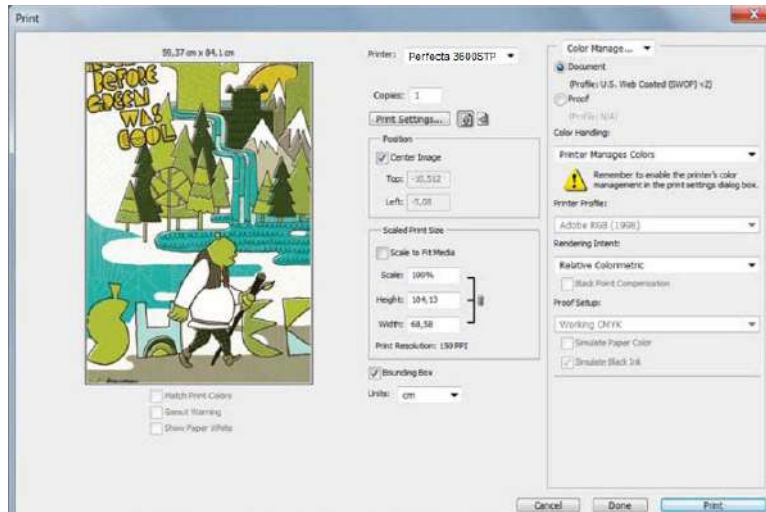 Print
59,37 cm x 84,1 cm
BEFORE
GREEN
WAS
COOL
SHREK
Match Print Colors
Gamut Warning
Show Paper White
Printer: Perfecta 3600STP
Copies: 1
Print Settings...
Position
Center Image
Top: -10,512
Left: -5,08
Scaled Print Size
Scale to Fit Media
Scale: 100%
Height: 104,13
Width: 68,58
Print Resolution: 150 PPI
Bounding Box
Units: cm
Color Manage...
Document
(Profile: U.S. Web Coated (SWOP) v2)
Proof
(Profile: N/A)
Color Handling:
Printer Manages Colors
Remember to enable the printer's color
management in the print settings dialog box.
Printer Profile:
Adobe RGB (1998)
Rendering Intent:
Relative Colorimetric
Black Point Compensation
Proof Setup:
Working CMYK
Simulate Paper Color
Simulate Black Ink
Cancel
Done
Print